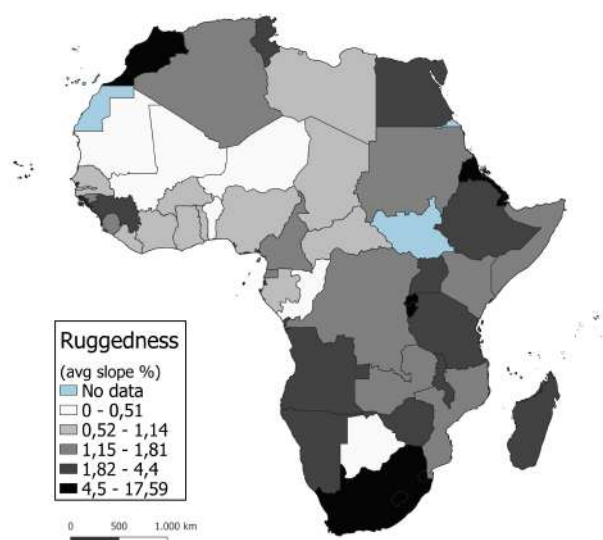 Ruggedness
(avg slope %)
No data
0 - 0,51
0,52 - 1,14
1,15 - 1,81
1,82 - 4,4
4,5 - 17,59
0 500 1.000 km